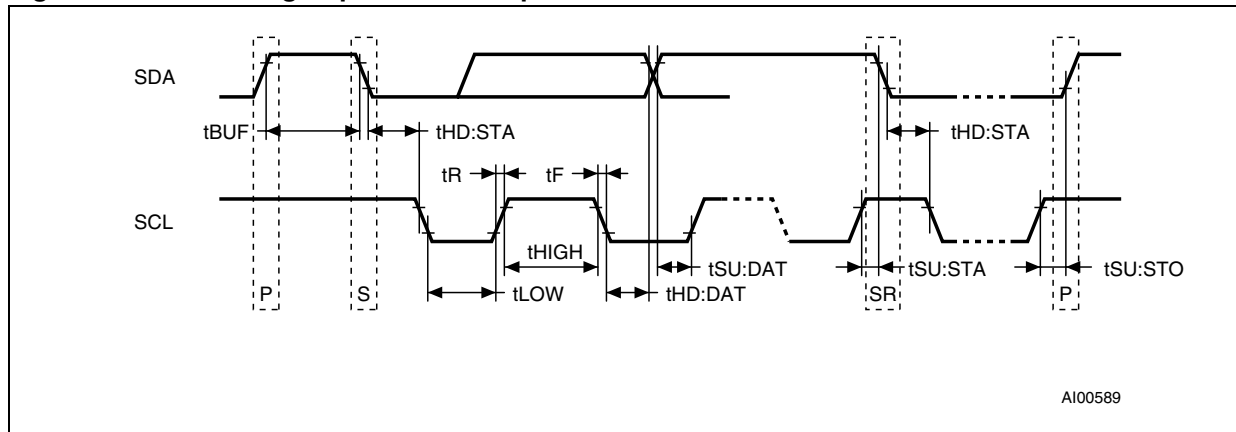 SDA
tBUF
tHD:STA
tHD:STA
tR
tF
SCL
tHIGH
tSU:DAT
tSU:STA
tSU:STO
P
S
tLOW
tHD:DAT
SR
P
AI00589